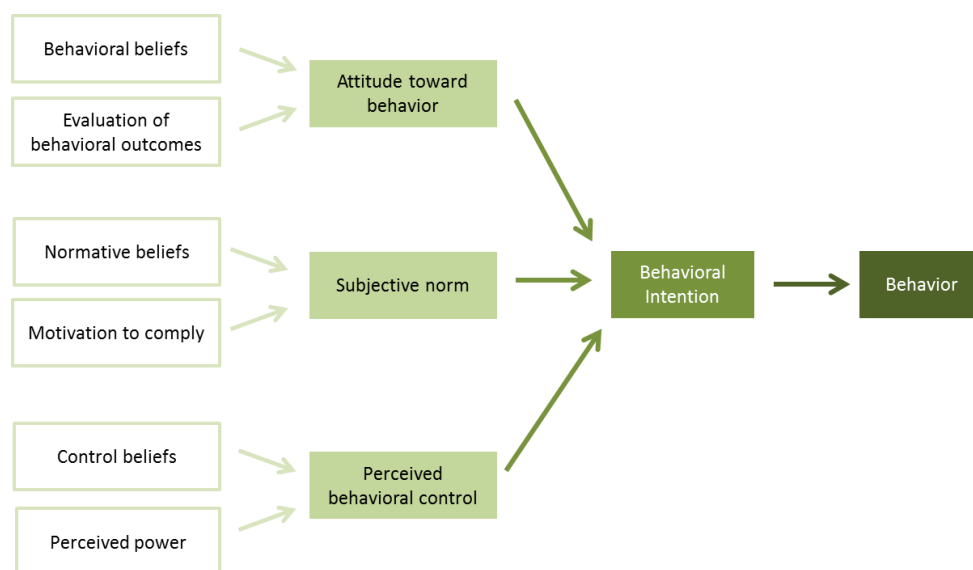 Behavioral beliefs
Evaluation of
behavioral outcomes
Attitude toward
behavior
Normative beliefs
Motivation to comply
Subjective norm
Control beliefs
Perceived power
Perceived
behavioral control
Behavioral
Intention
Behavior